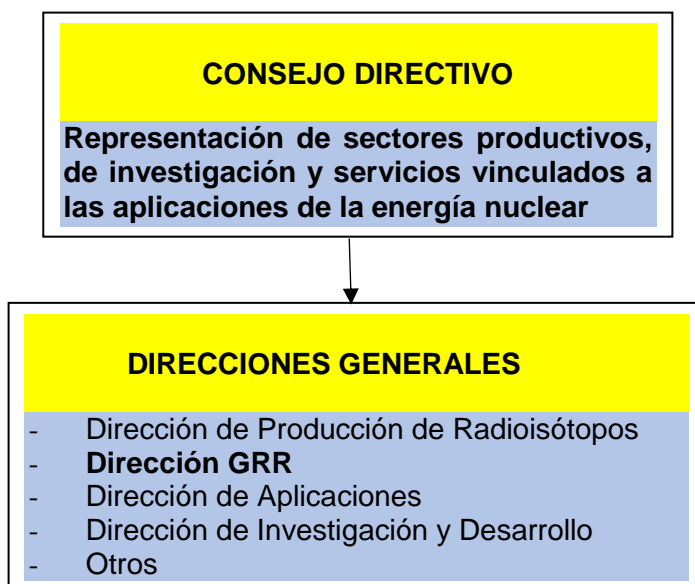 CONSEJO DIRECTIVO
Representación de sectores productivos,
de investigación y servicios vinculados a
las aplicaciones de la energía nuclear
DIRECCIONES GENERALES
- Dirección de Producción de Radioisótopos
- Dirección GRR
- Dirección de Aplicaciones
- Dirección de Investigación y Desarrollo
- Otros